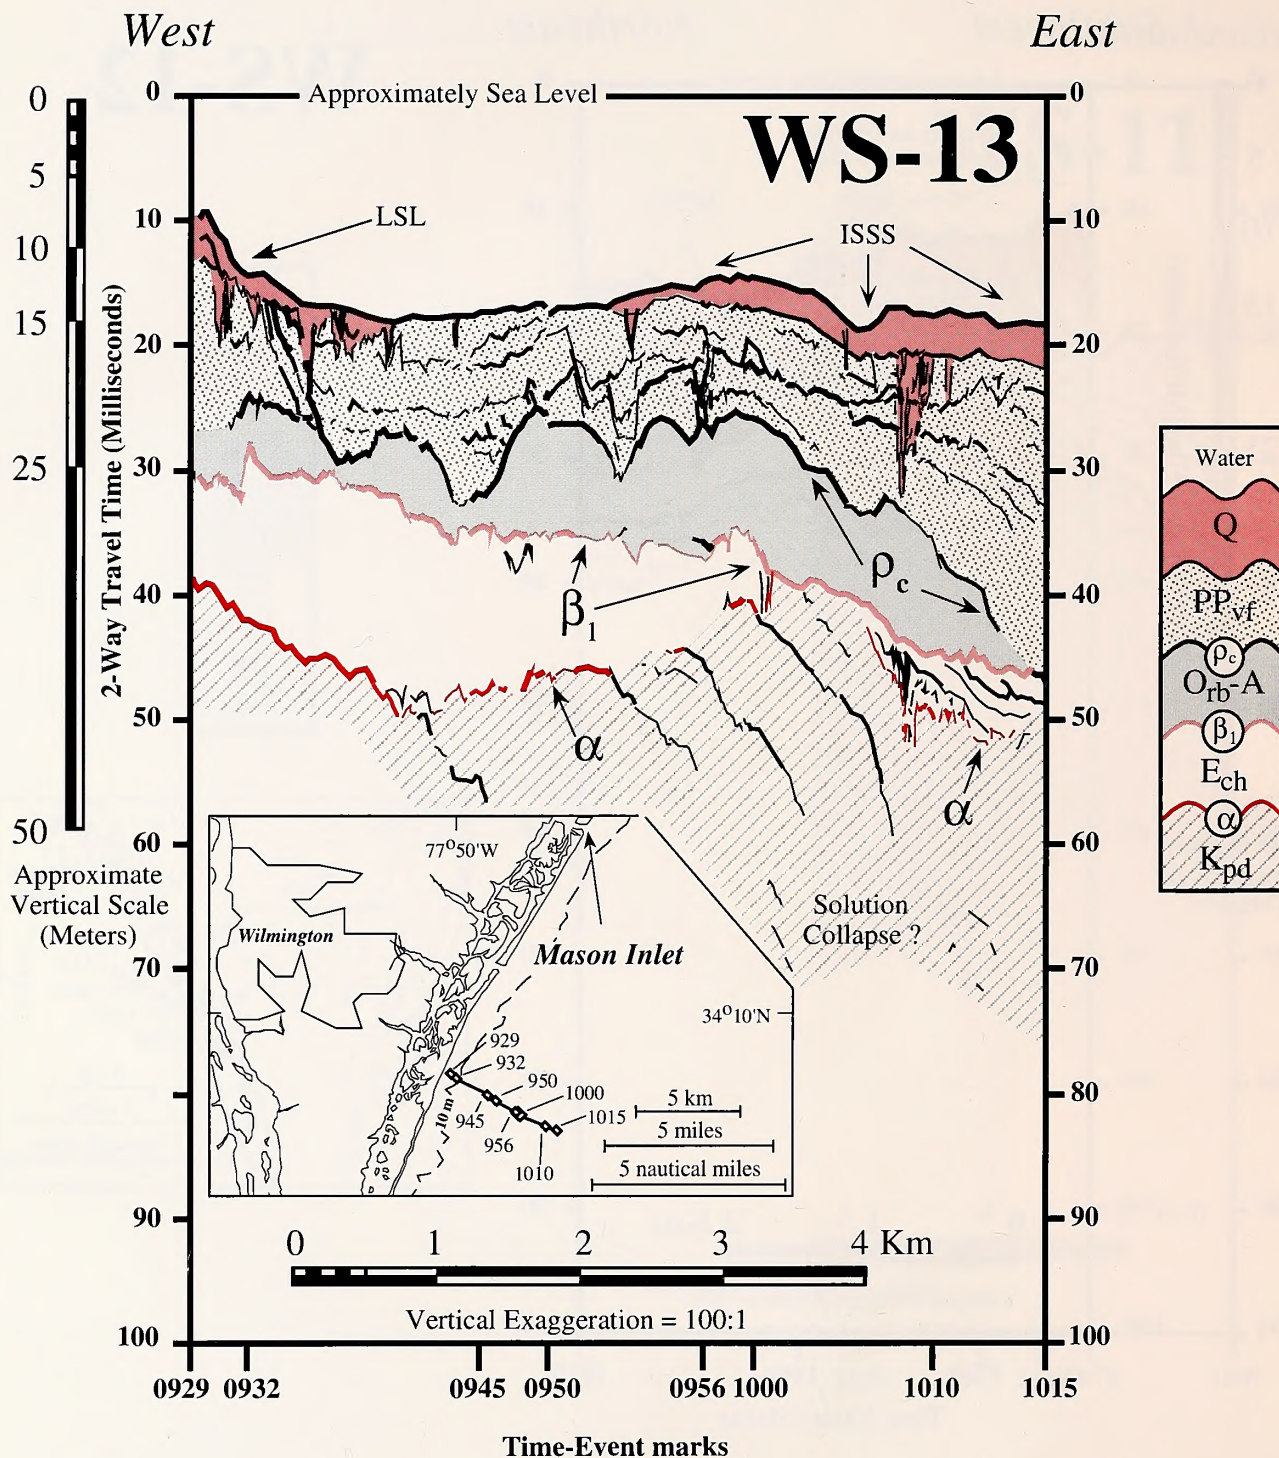 West
East
Approximately Sea Level
WS-13
0
5
10
15
25
50
Approximate
Vertical Scale
(Meters)
2-Way Travel Time (Milliseconds)
0
10
20
30
40
50
60
70
80
90
100
0
10
20
30
40
50
60
70
80
90
100
LSL
ISSS
ρc
β1
α
α
Solution
Collapse ?
77°50'W
Wilmington
Mason Inlet
34°10'N
929
932
950
1000
1015
945
956
1010
10 m
5 km
5 miles
5 nautical miles
0 1 2 3 4 Km
Vertical Exaggeration = 100:1
0929 0932 0945 0950 0956 1000 1010 1015
Time-Event marks
Water
Q
PPvf
ρc
Orb-A
β1
Ech
α
Kpd